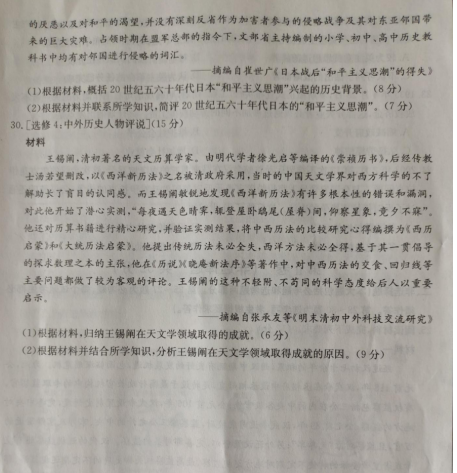 的厌恶以及对和平的渴望,并没有深刻反省作为加害者参与的侵略战争及其对东亚邻国带
来的巨大灾难。占领时期在盟军总部的指令下,文部省主持编制的小学、初中、高中历史教
科书中均有对邻国进行侵略的词汇。
——摘编自崔世广《日本战后“和平主义思潮”的得失》
(1)根据材料,概括20世纪五六十年代日本“和平主义思潮”兴起的历史背景。(8分)
(2)根据材料并联系所学知识,简评20世纪五六十年代日本的“和平主义思潮”。(7分)
30.[选修4:中外历史人物评说](15分)
材料
王锡阐,清初著名的天文历算学家。由明代学者徐光启等编译的《崇祯历书》,后经传教
士汤若望删改,以《西洋新历法》之名被清政府采用,当时的中国天文学界对西方科学的不了
解助长了盲目的认同感。而王锡阐敏锐地发现《西洋新历法》有许多根本性的错误和漏洞,
对此他开始了潜心实测,“每夜遇天色晴霁,辄登屋卧鸱尾(屋脊)间,仰察星象,竟夕不寐”。
他还对历算书籍进行精心研究,并验证实测结果,将中西历法的比较研究心得编撰为《西历
启蒙》和《大统历法启蒙》。他提出传统历法未必全失,西洋方法未必全得,基于其一贯倡导
的探求数理之本的主张,他在《历说》《晓庵新法序》等著作中,对中西历法的交食、回归线等
主要问题都做了较为客观的评论。王锡阐的这种不轻附、不苟同的科学态度给后人以重要
启示。
——摘编自张承友等《明末清初中外科技交流研究》
(1)根据材料,归纳王锡阐在天文学领域取得的成就。(6分)
(2)根据材料并结合所学知识,分析王锡阐在天文学领域取得成就的原因。(9分)